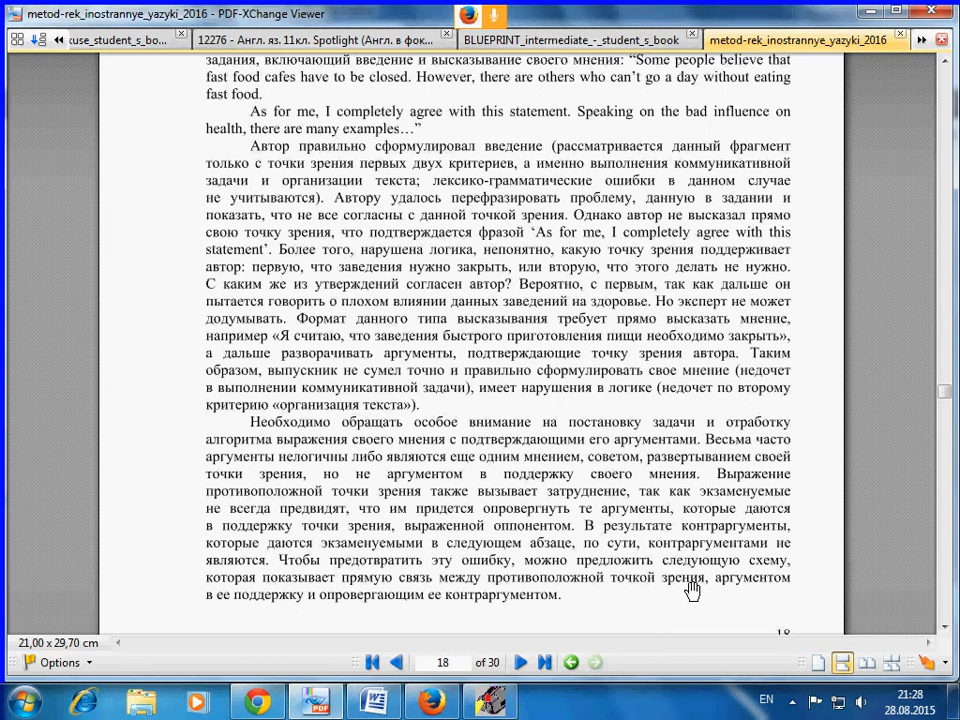 metod-rek_inostrannye_yazyki_2016 - PDF-XChange Viewer
kuse_student_s_bo...
12276 - Англ. яз. 11кл. Spotlight (Англ. в фок...
BLUEPRINT_intermediate_-_student_s_book
metod-rek_inostrannye_yazyki_2016
задания, включающий введение и высказывание своего мнения: “Some people believe that
fast food cafes have to be closed. However, there are others who can’t go a day without eating
fast food.
As for me, I completely agree with this statement. Speaking on the bad influence on
health, there are many examples…”
Автор правильно сформулировал введение (рассматривается данный фрагмент
только с точки зрения первых двух критериев, а именно выполнения коммуникативной
задачи и организации текста; лексико-грамматические ошибки в данном случае
не учитываются). Автору удалось перефразировать проблему, данную в задании и
показать, что не все согласны с данной точкой зрения. Однако автор не высказал прямо
свою точку зрения, что подтверждается фразой ‘As for me, I completely agree with this
statement’. Более того, нарушена логика, непонятно, какую точку зрения поддерживает
автор: первую, что заведения нужно закрыть, или вторую, что этого делать не нужно.
С каким же из утверждений согласен автор? Вероятно, с первым, так как дальше он
пытается говорить о плохом влиянии данных заведений на здоровье. Но эксперт не может
додумывать. Формат данного типа высказывания требует прямо высказать мнение,
например «Я считаю, что заведения быстрого приготовления пищи необходимо закрыть»,
а дальше разворачивать аргументы, подтверждающие точку зрения автора. Таким
образом, выпускник не сумел точно и правильно сформулировать свое мнение (недочет
в выполнении коммуникативной задачи), имеет нарушения в логике (недочет по второму
критерию «организация текста»).
Необходимо обращать особое внимание на постановку задачи и отработку
алгоритма выражения своего мнения с подтверждающими его аргументами. Весьма часто
аргументы нелогичны либо являются еще одним мнением, советом, развертыванием своей
точки зрения, но не аргументом в поддержку своего мнения. Выражение
противоположной точки зрения также вызывает затруднение, так как экзаменуемые
не всегда предвидят, что им придется опровергнуть те аргументы, которые даются
в поддержку точки зрения, выраженной оппонентом. В результате контраргументы,
которые даются экзаменуемыми в следующем абзаце, по сути, контраргументами не
являются. Чтобы предотвратить эту ошибку, можно предложить следующую схему,
которая показывает прямую связь между противоположной точкой зрения, аргументом
в ее поддержку и опровергающим ее контраргументом.
18
21,00 x 29,70 cm
Options
18 of 30
PDF
EN
21:28
28.08.2015